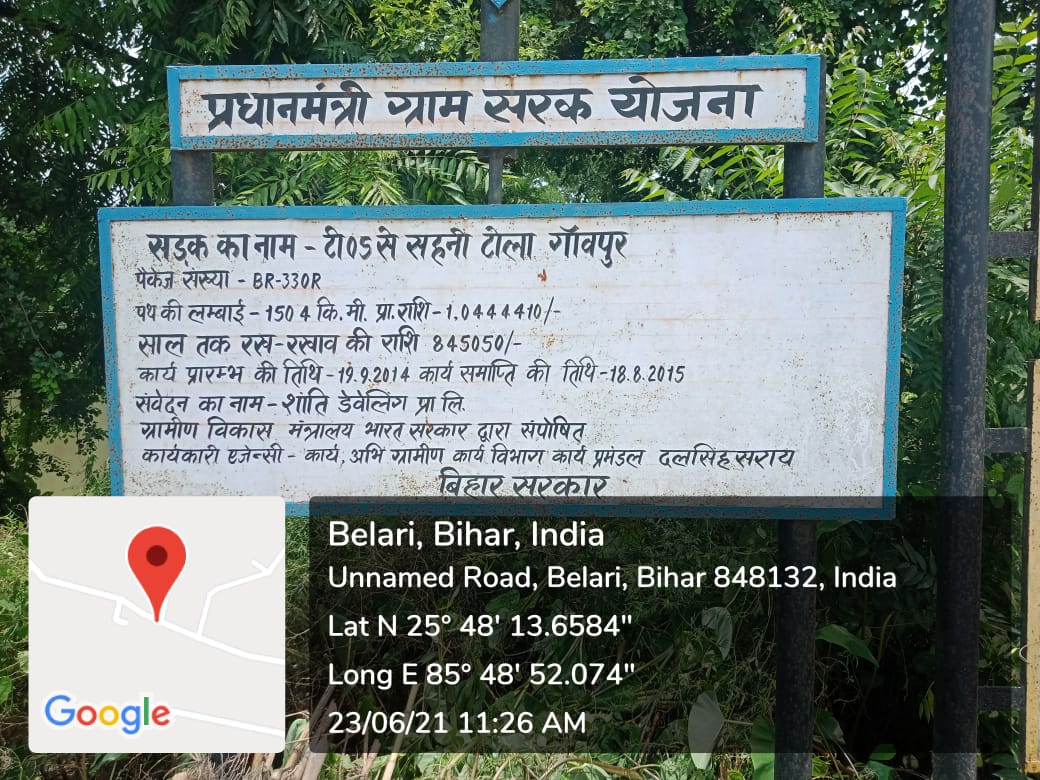 प्रधानमंत्री ग्राम सरक योजना
सड़क का नाम - टी05 से सहनी टोला गॉवपुर
पैकेज संख्या - BR-330R
पथ की लम्बाई - 150 4 कि.मी. प्रा.राशि - 1.0444410/-
साल तक रख-रखाव की राशि 845050/-
कार्य प्रारम्भ की तिथि - 19.9.2014 कार्य समाप्ति की तिथि -18.8.2015
संवेदन का नाम - शांति डेवेलिंग प्रा लि.
ग्रामीण विकास मंत्रालय भारत सरकार द्वारा संपोषित
कार्यकारी एजेन्सी - कार्य, अभि ग्रामीण कार्य विभाग कार्य प्रमंडल दलसिंहसराय
बिहार सरकार
Belari, Bihar, India
Unnamed Road, Belari, Bihar 848132, India
Lat N 25° 48' 13.6584"
Long E 85° 48' 52.074"
23/06/21 11:26 AM
Google